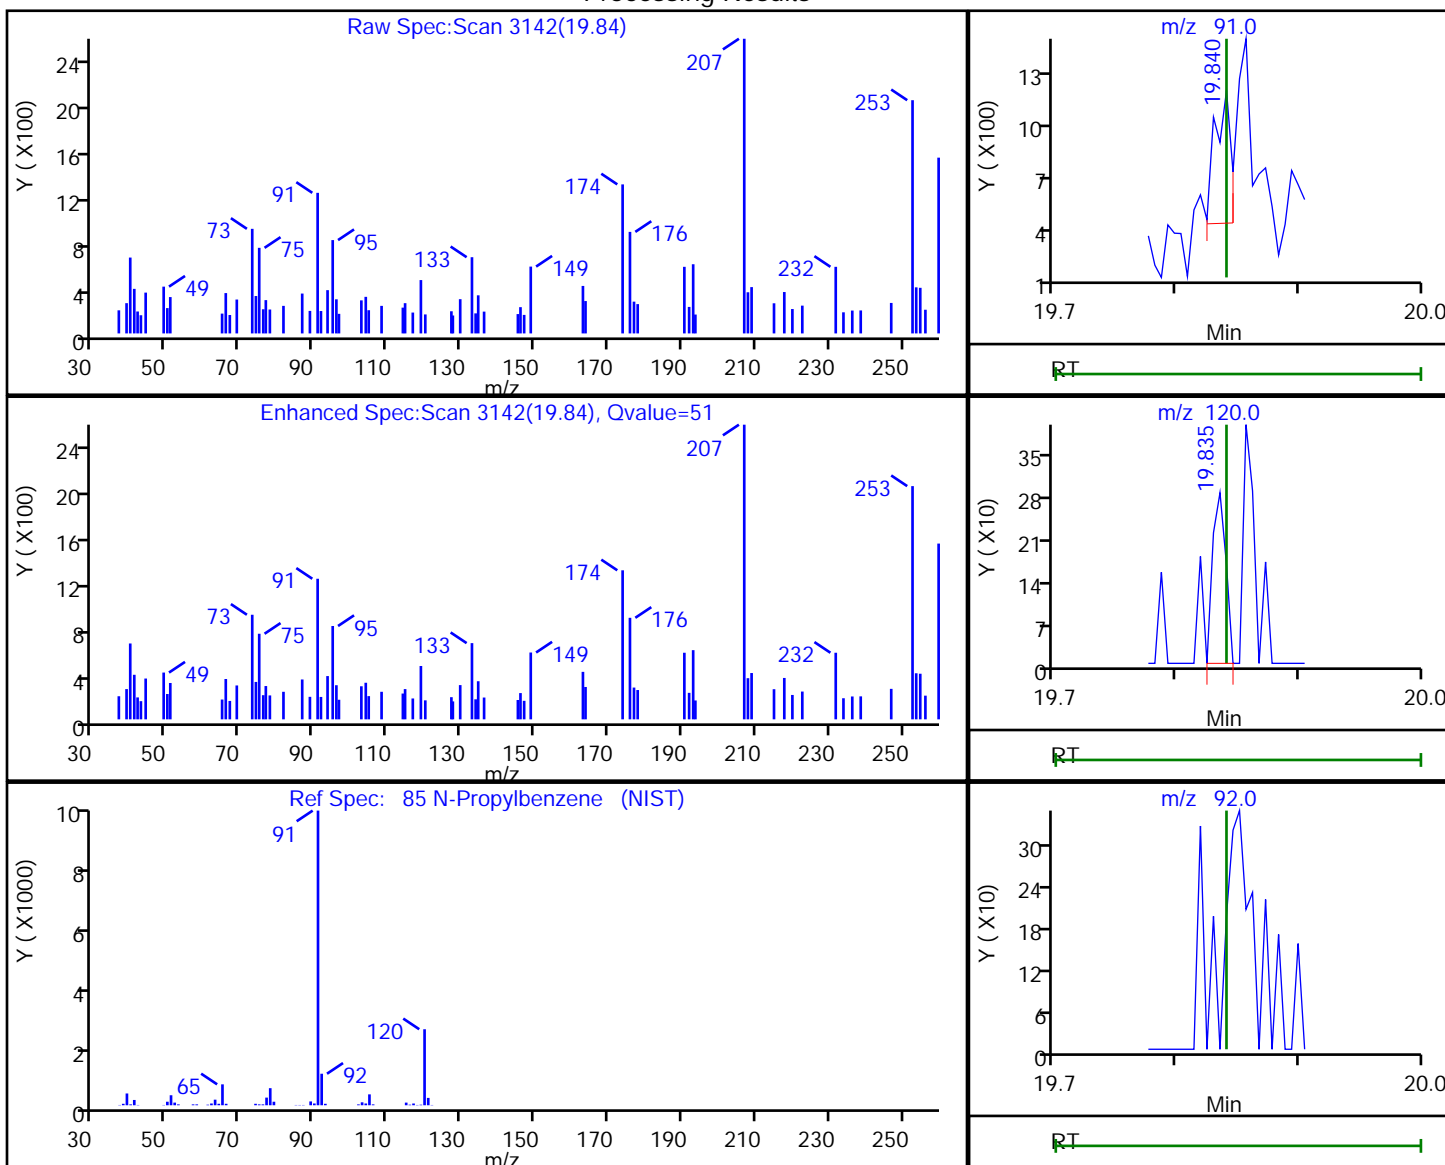 Processing Results
Raw Spec:Scan 3142(19.84)
Y ( X100)
24
20
16
12
8
4
0
207
253
174
91
176
73
75
95
133
149
232
49
30 50 70 90 110 130 150 170 190 210 230 250
m/z
m/z 91.0
Y ( X100)
13
10
7
4
1
19.840
19.7 20.0
Min
RT
Enhanced Spec:Scan 3142(19.84), Qvalue=51
Y ( X100)
24
20
16
12
8
4
0
207
253
174
91
176
73
75
95
133
149
232
49
30 50 70 90 110 130 150 170 190 210 230 250
m/z
m/z 120.0
Y ( X10)
35
28
21
14
7
0
19.835
19.7 20.0
Min
RT
Ref Spec: 85 N-Propylbenzene (NIST)
Y ( X1000)
10
8
6
4
2
0
91
120
92
65
30 50 70 90 110 130 150 170 190 210 230 250
m/z
m/z 92.0
Y ( X10)
30
24
18
12
6
0
19.7 20.0
Min
RT